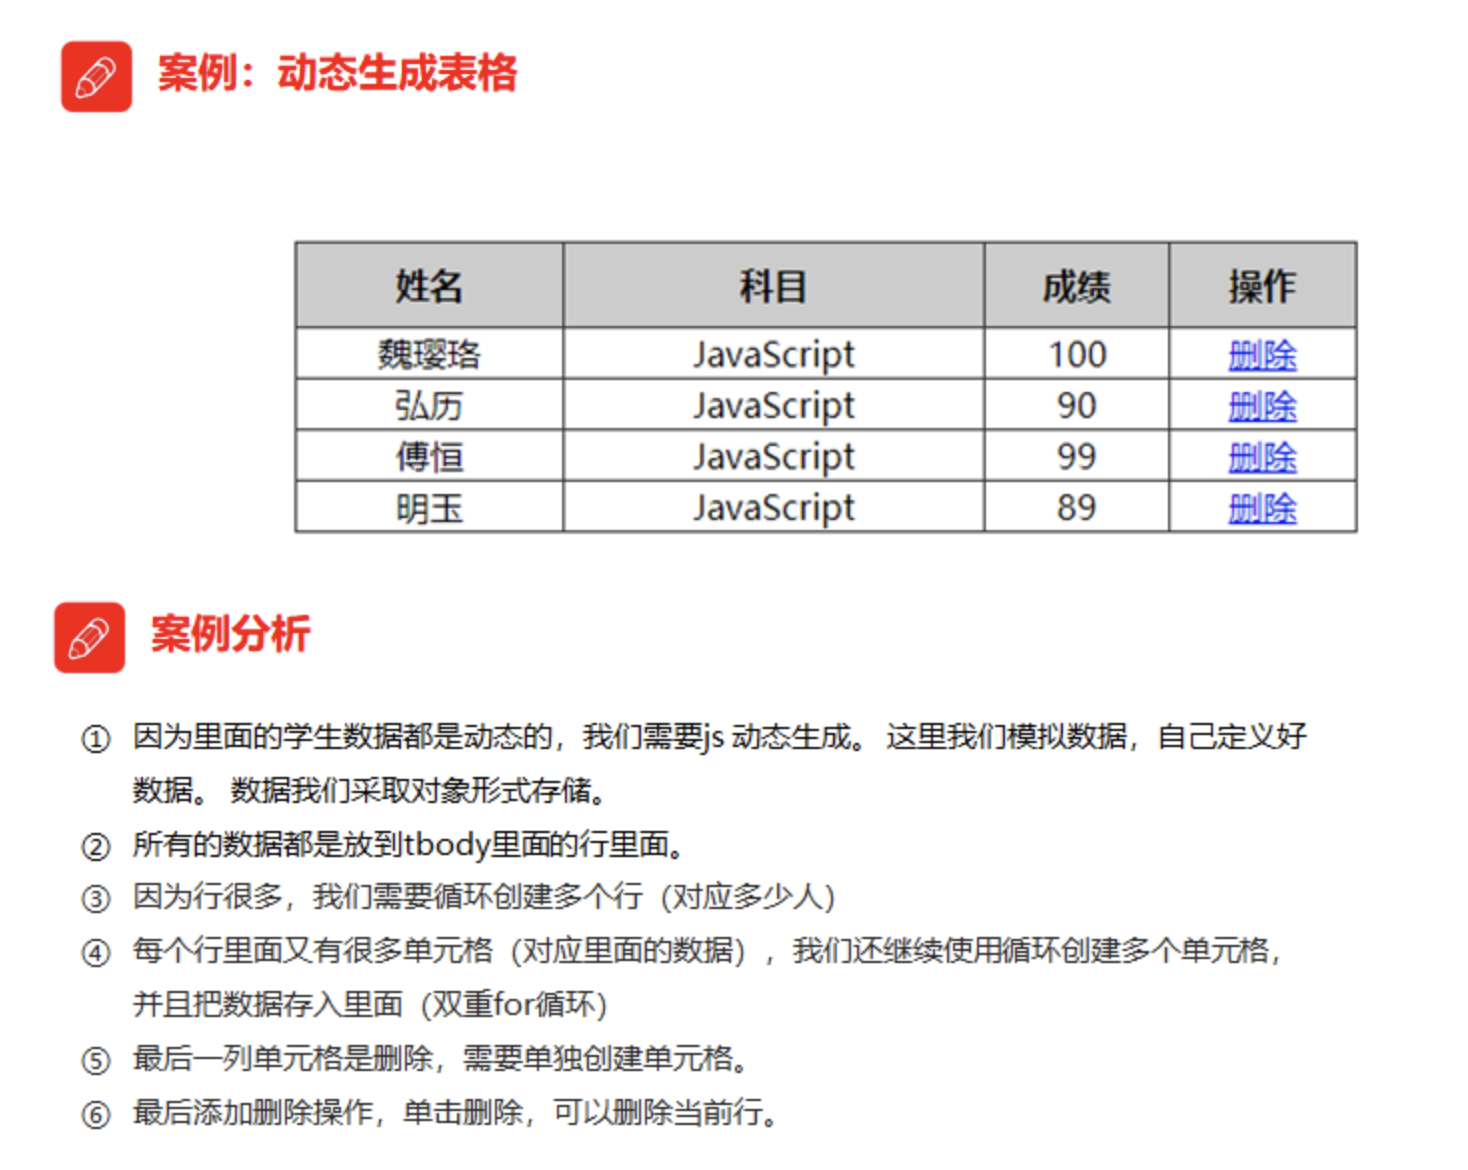 案例：动态生成表格
姓名 科目 成绩 操作
魏璎珞 JavaScript 100 删除
弘历 JavaScript 90 删除
傅恒 JavaScript 99 删除
明玉 JavaScript 89 删除
案例分析
① 因为里面的学生数据都是动态的，我们需要js 动态生成。 这里我们模拟数据，自己定义好
数据。 数据我们采取对象形式存储。
② 所有的数据都是放到tbody里面的行里面。
③ 因为行很多，我们需要循环创建多个行（对应多少人）
④ 每个行里面又有很多单元格（对应里面的数据），我们还继续使用循环创建多个单元格，
并且把数据存入里面（双重for循环）
⑤ 最后一列单元格是删除，需要单独创建单元格。
⑥ 最后添加删除操作，单击删除，可以删除当前行。